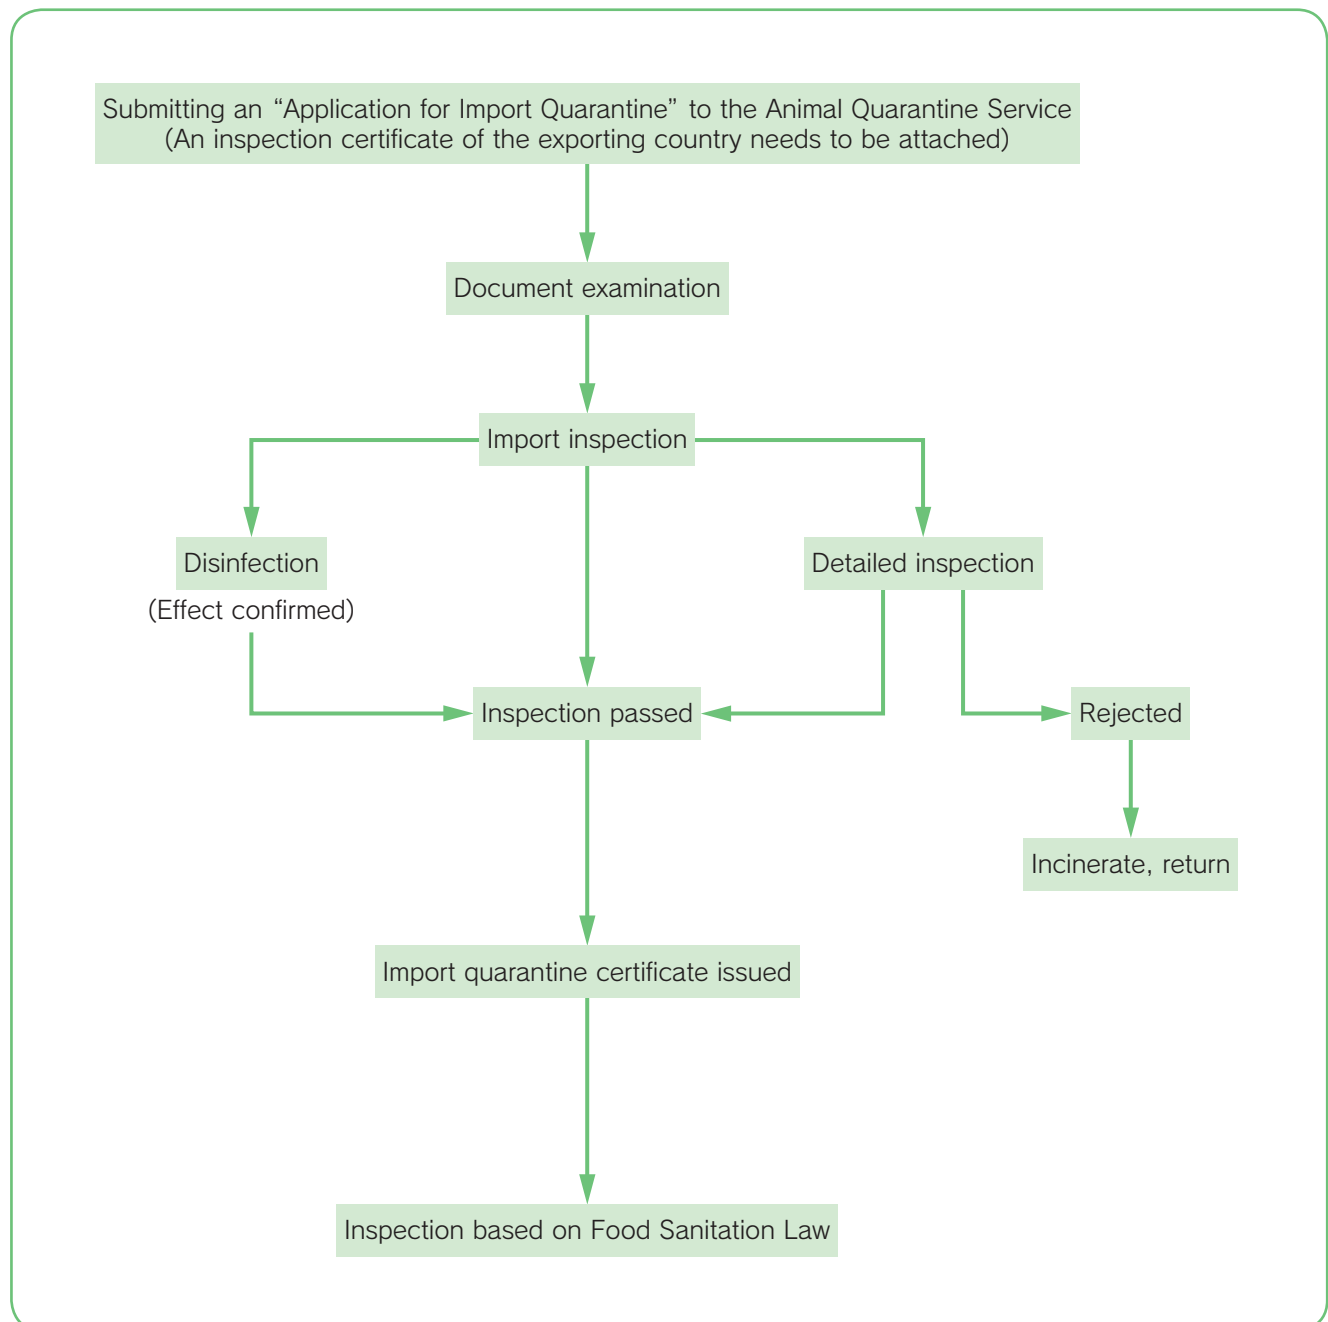 Submitting an “Application for Import Quarantine” to the Animal Quarantine Service
(An inspection certificate of the exporting country needs to be attached)
Document examination
Import inspection
Disinfection
(Effect confirmed)
Detailed inspection
Inspection passed
Rejected
Incinerate, return
Import quarantine certificate issued
Inspection based on Food Sanitation Law